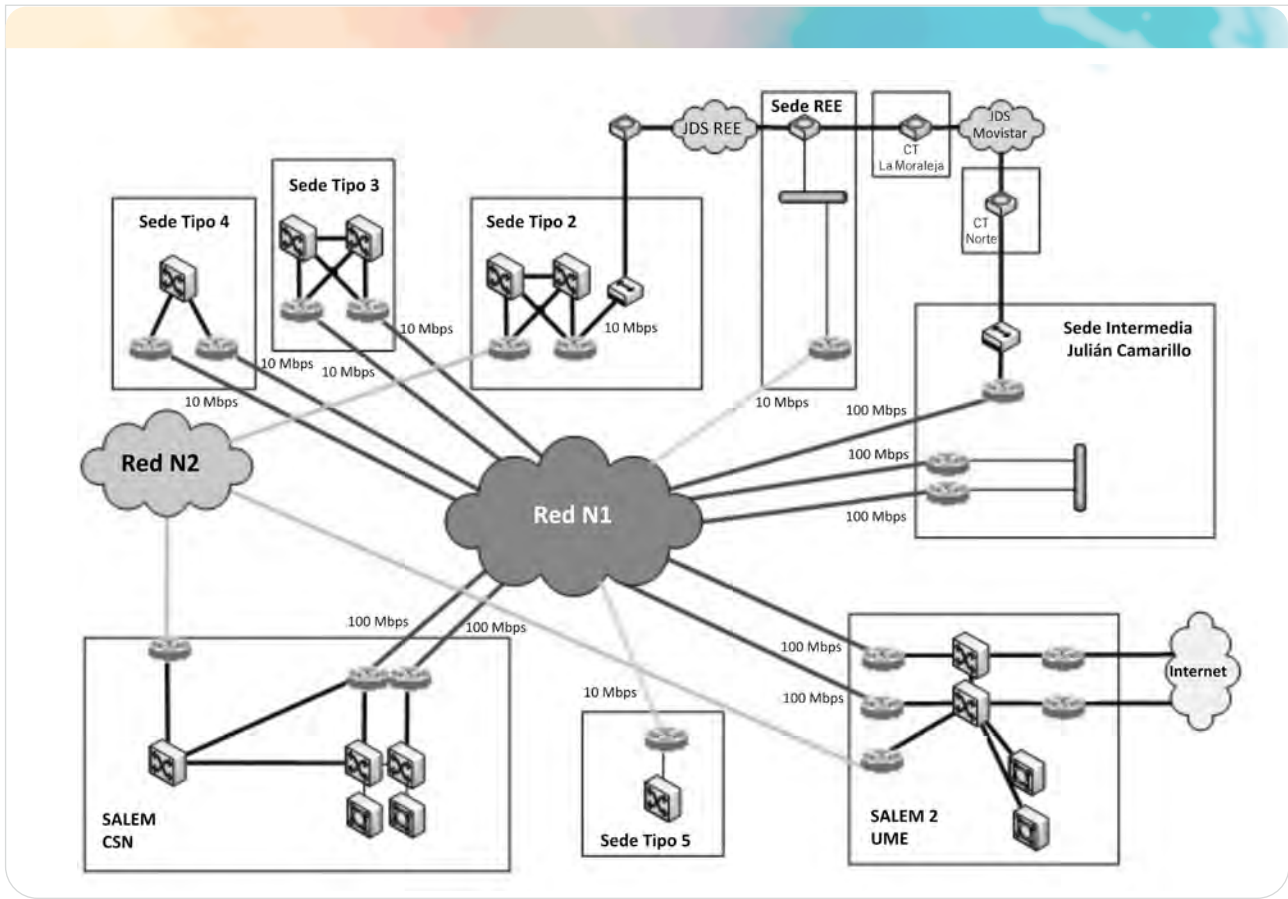 Sede REE
JDS REE
CT
La Moraleja
JDS
Movistar
Sede Tipo 3
CT
Norte
Sede Tipo 4
Sede Tipo 2
10 Mbps
10 Mbps
Sede Intermedia
Julián Camarillo
10 Mbps
10 Mbps
10 Mbps
10 Mbps
100 Mbps
Red N2
100 Mbps
Red N1
100 Mbps
100 Mbps
100 Mbps
100 Mbps
Internet
10 Mbps
100 Mbps
SALEM
CSN
Sede Tipo 5
SALEM 2
UME